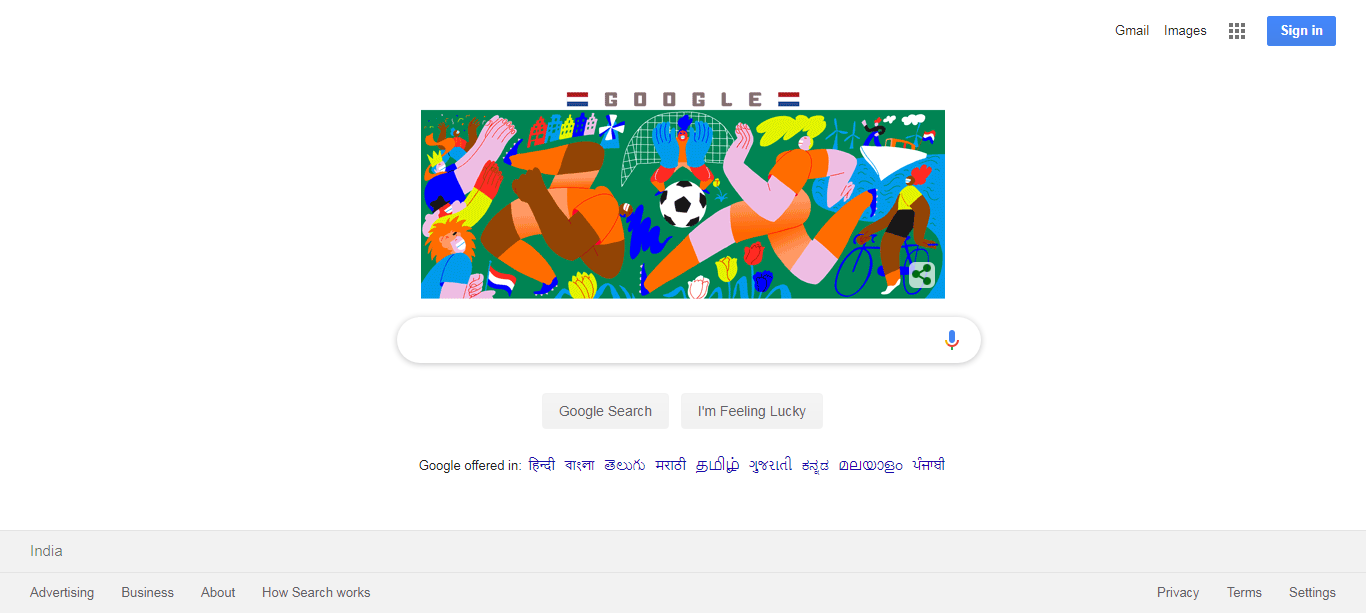 Gmail Images Sign in
GOOGLE
Google Search I'm Feeling Lucky
Google offered in: हिन्दी বাংলা తెలుగు मराठी தமிழ் ગુજરાતી ಕನ್ನಡ മലയാളം ਪੰਜਾਬੀ
India
Advertising Business About How Search works Privacy Terms Settings